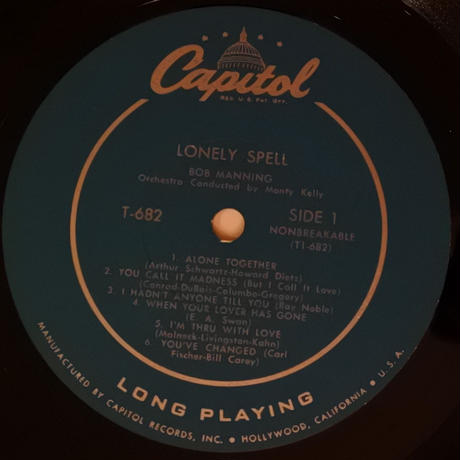 Capitol
REG. U.S. PAT. OFF.
LONELY SPELL
BOB MANNING
Orchestra Conducted by Monty Kelly
T-682
SIDE 1
NONBREAKABLE
(T1-682)
1. ALONE TOGETHER
(Arthur Schwartz-Howard Dietz)
2. YOU CALL IT MADNESS (But I Call It Love)
(Conrad-DuBois-Columbo-Gregory)
3. I HADN'T ANYONE TILL YOU (Ray Noble)
4. WHEN YOUR LOVER HAS GONE
(E. A. Swan)
5. I'M THRU WITH LOVE
(Malneck-Livingston-Kahn)
6. YOU'VE CHANGED (Carl
Fischer-Bill Carey)
LONG PLAYING
MANUFACTURED BY CAPITOL RECORDS, INC. • HOLLYWOOD, CALIFORNIA • U.S.A.